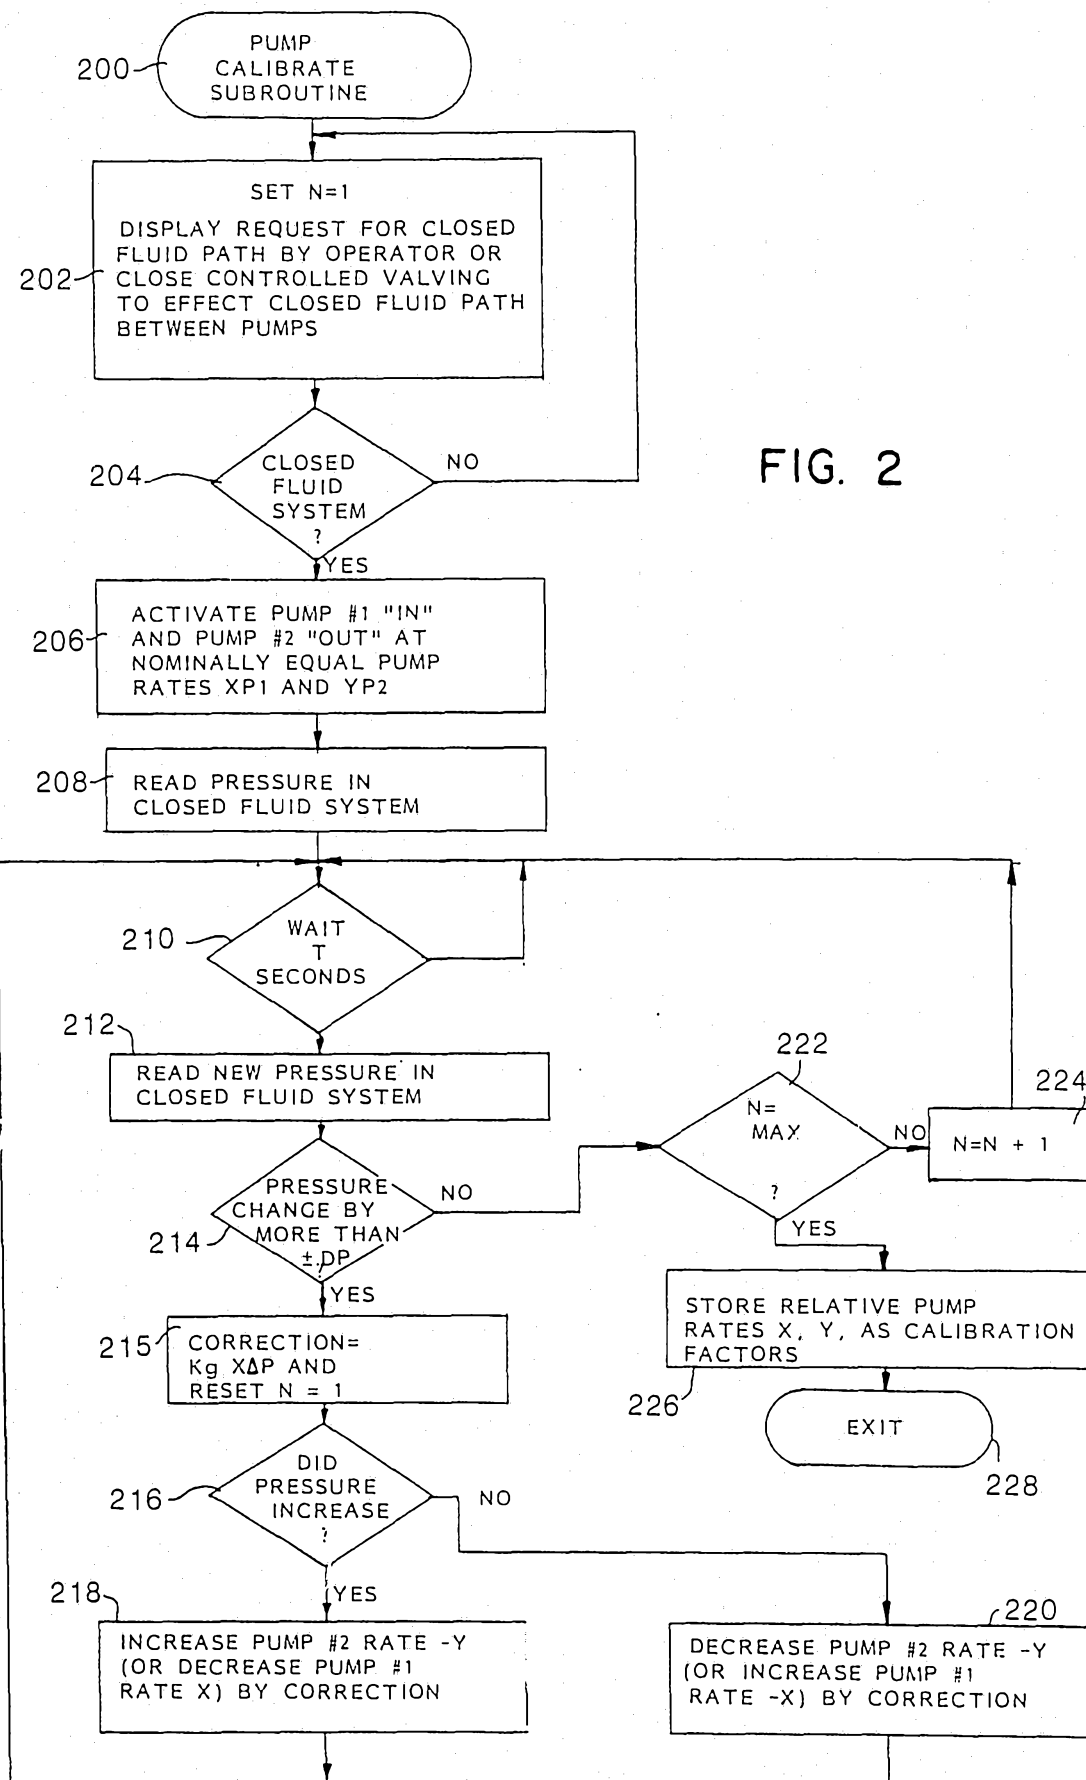 PUMP
CALIBRATE
SUBROUTINE
200
SET N=1
DISPLAY REQUEST FOR CLOSED
FLUID PATH BY OPERATOR OR
CLOSE CONTROLLED VALVING
TO EFFECT CLOSED FLUID PATH
BETWEEN PUMPS
202
CLOSED
FLUID
SYSTEM
?
204
NO
YES
FIG. 2
ACTIVATE PUMP #1 "IN"
AND PUMP #2 "OUT" AT
NOMINALLY EQUAL PUMP
RATES XP1 AND YP2
206
READ PRESSURE IN
CLOSED FLUID SYSTEM
208
WAIT
T
SECONDS
210
212
READ NEW PRESSURE IN
CLOSED FLUID SYSTEM
PRESSURE
CHANGE BY
MORE THAN
±.DP
?
214
NO
YES
222
N=
MAX
?
NO
YES
224
N=N + 1
215
CORRECTION=
Kg XΔP AND
RESET N = 1
STORE RELATIVE PUMP
RATES X, Y, AS CALIBRATION
FACTORS
226
EXIT
228
DID
PRESSURE
INCREASE
?
216
NO
YES
218
INCREASE PUMP #2 RATE -Y
(OR DECREASE PUMP #1
RATE X) BY CORRECTION
220
DECREASE PUMP #2 RATE -Y
(OR INCREASE PUMP #1
RATE -X) BY CORRECTION